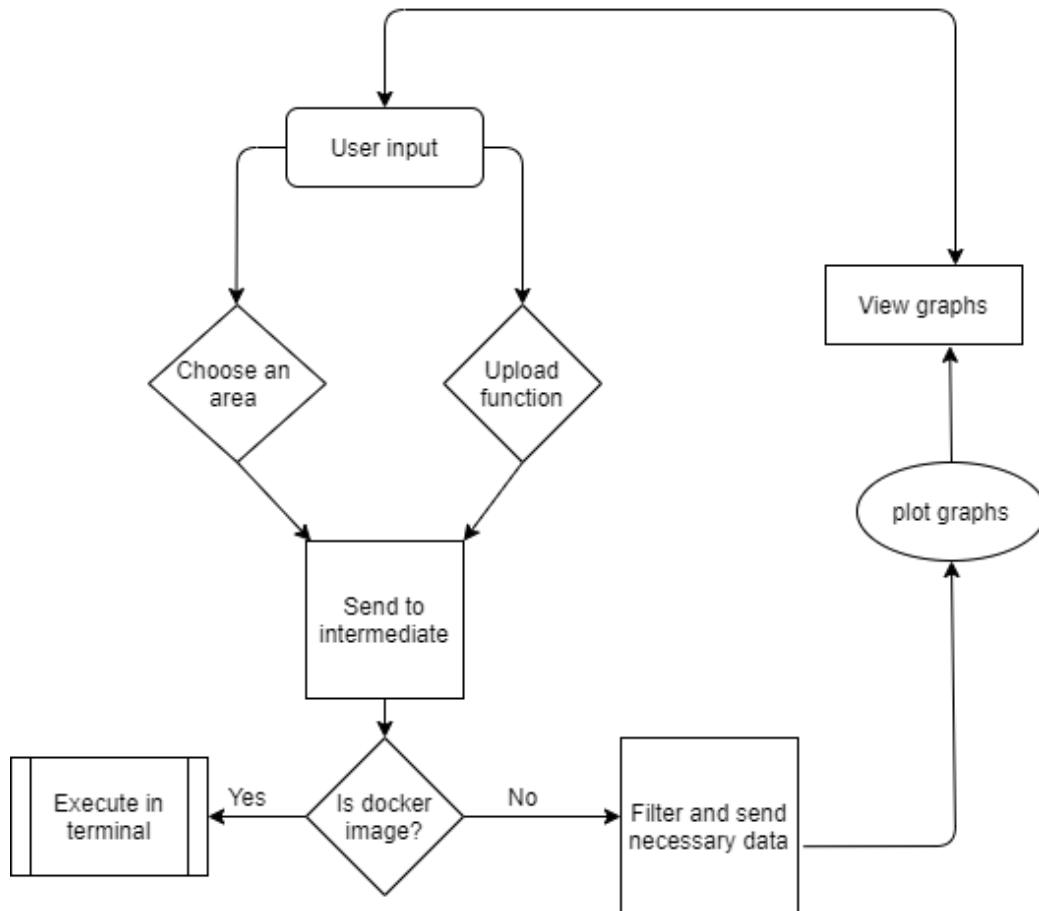 User input
View graphs
Choose an
area
Upload
function
plot graphs
Send to
intermediate
Execute in
terminal
Yes
Is docker
image?
No
Filter and send
necessary data